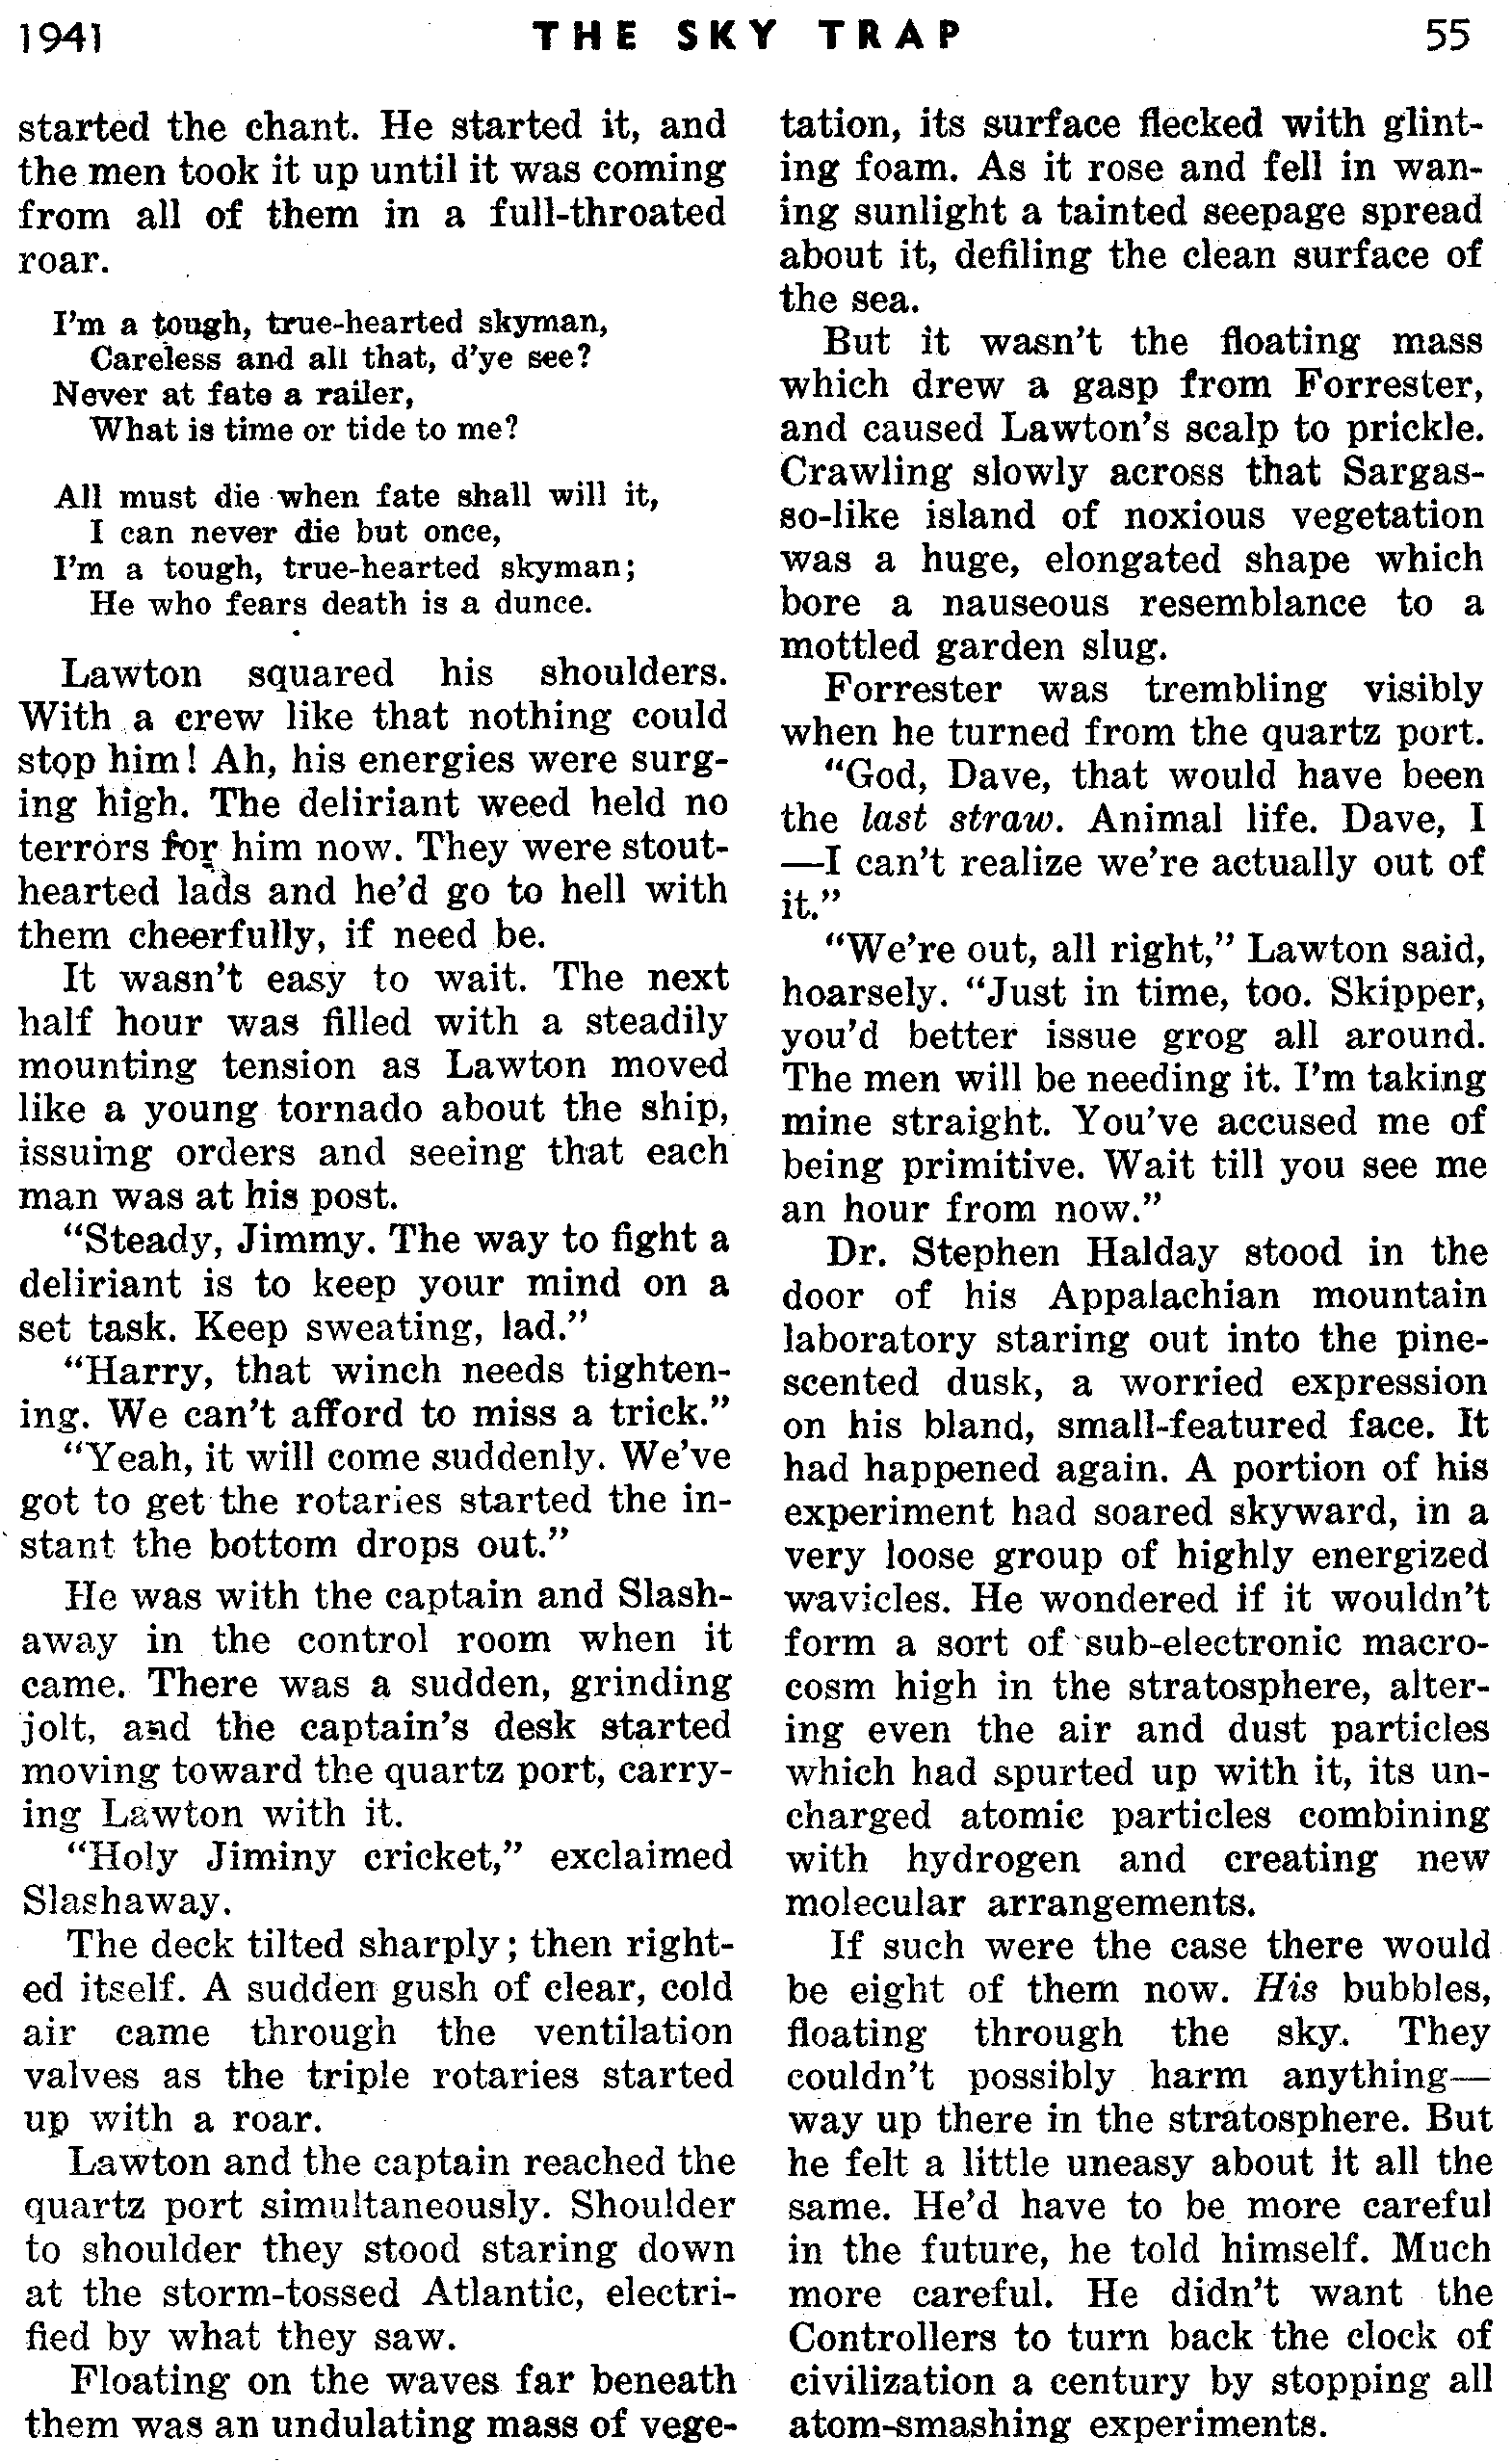 1941 THE SKY TRAP 55
started the chant. He started it, and
the men took it up until it was coming
from all of them in a full-throated
roar.
I'm a tough, true-hearted skyman,
Careless and all that, d'ye see?
Never at fate a railer,
What is time or tide to me?
All must die when fate shall will it,
I can never die but once,
I'm a tough, true-hearted skyman;
He who fears death is a dunce.
Lawton squared his shoulders.
With a crew like that nothing could
stop him! Ah, his energies were surg-
ing high. The deliriant weed held no
terrors for him now. They were stout-
hearted lads and he'd go to hell with
them cheerfully, if need be.
It wasn't easy to wait. The next
half hour was filled with a steadily
mounting tension as Lawton moved
like a young tornado about the ship,
issuing orders and seeing that each
man was at his post.
"Steady, Jimmy. The way to fight a
deliriant is to keep your mind on a
set task. Keep sweating, lad."
"Harry, that winch needs tighten-
ing. We can't afford to miss a trick."
"Yeah, it will come suddenly. We've
got to get the rotaries started the in-
stant the bottom drops out."
He was with the captain and Slash-
away in the control room when it
came. There was a sudden, grinding
jolt, and the captain's desk started
moving toward the quartz port, carry-
ing Lawton with it.
"Holy Jiminy cricket," exclaimed
Slashaway.
The deck tilted sharply; then right-
ed itself. A sudden gush of clear, cold
air came through the ventilation
valves as the triple rotaries started
up with a roar.
Lawton and the captain reached the
quartz port simultaneously. Shoulder
to shoulder they stood staring down
at the storm-tossed Atlantic, electri-
fied by what they saw.
Floating on the waves far beneath
them was an undulating mass of vege-
tation, its surface flecked with glint-
ing foam. As it rose and fell in wan-
ing sunlight a tainted seepage spread
about it, defiling the clean surface of
the sea.
But it wasn't the floating mass
which drew a gasp from Forrester,
and caused Lawton's scalp to prickle.
Crawling slowly across that Sargas-
so-like island of noxious vegetation
was a huge, elongated shape which
bore a nauseous resemblance to a
mottled garden slug.
Forrester was trembling visibly
when he turned from the quartz port.
"God, Dave, that would have been
the last straw. Animal life. Dave, I
—I can't realize we're actually out of
it."
"We're out, all right," Lawton said,
hoarsely. "Just in time, too. Skipper,
you'd better issue grog all around.
The men will be needing it. I'm taking
mine straight. You've accused me of
being primitive. Wait till you see me
an hour from now."
Dr. Stephen Halday stood in the
door of his Appalachian mountain
laboratory staring out into the pine-
scented dusk, a worried expression
on his bland, small-featured face. It
had happened again. A portion of his
experiment had soared skyward, in a
very loose group of highly energized
wavicles. He wondered if it wouldn't
form a sort of sub-electronic macro-
cosm high in the stratosphere, alter-
ing even the air and dust particles
which had spurted up with it, its un-
charged atomic particles combining
with hydrogen and creating new
molecular arrangements.
If such were the case there would
be eight of them now. His bubbles,
floating through the sky. They
couldn't possibly harm anything—
way up there in the stratosphere. But
he felt a little uneasy about it all the
same. He'd have to be more careful
in the future, he told himself. Much
more careful. He didn't want the
Controllers to turn back the clock of
civilization a century by stopping all
atom-smashing experiments.